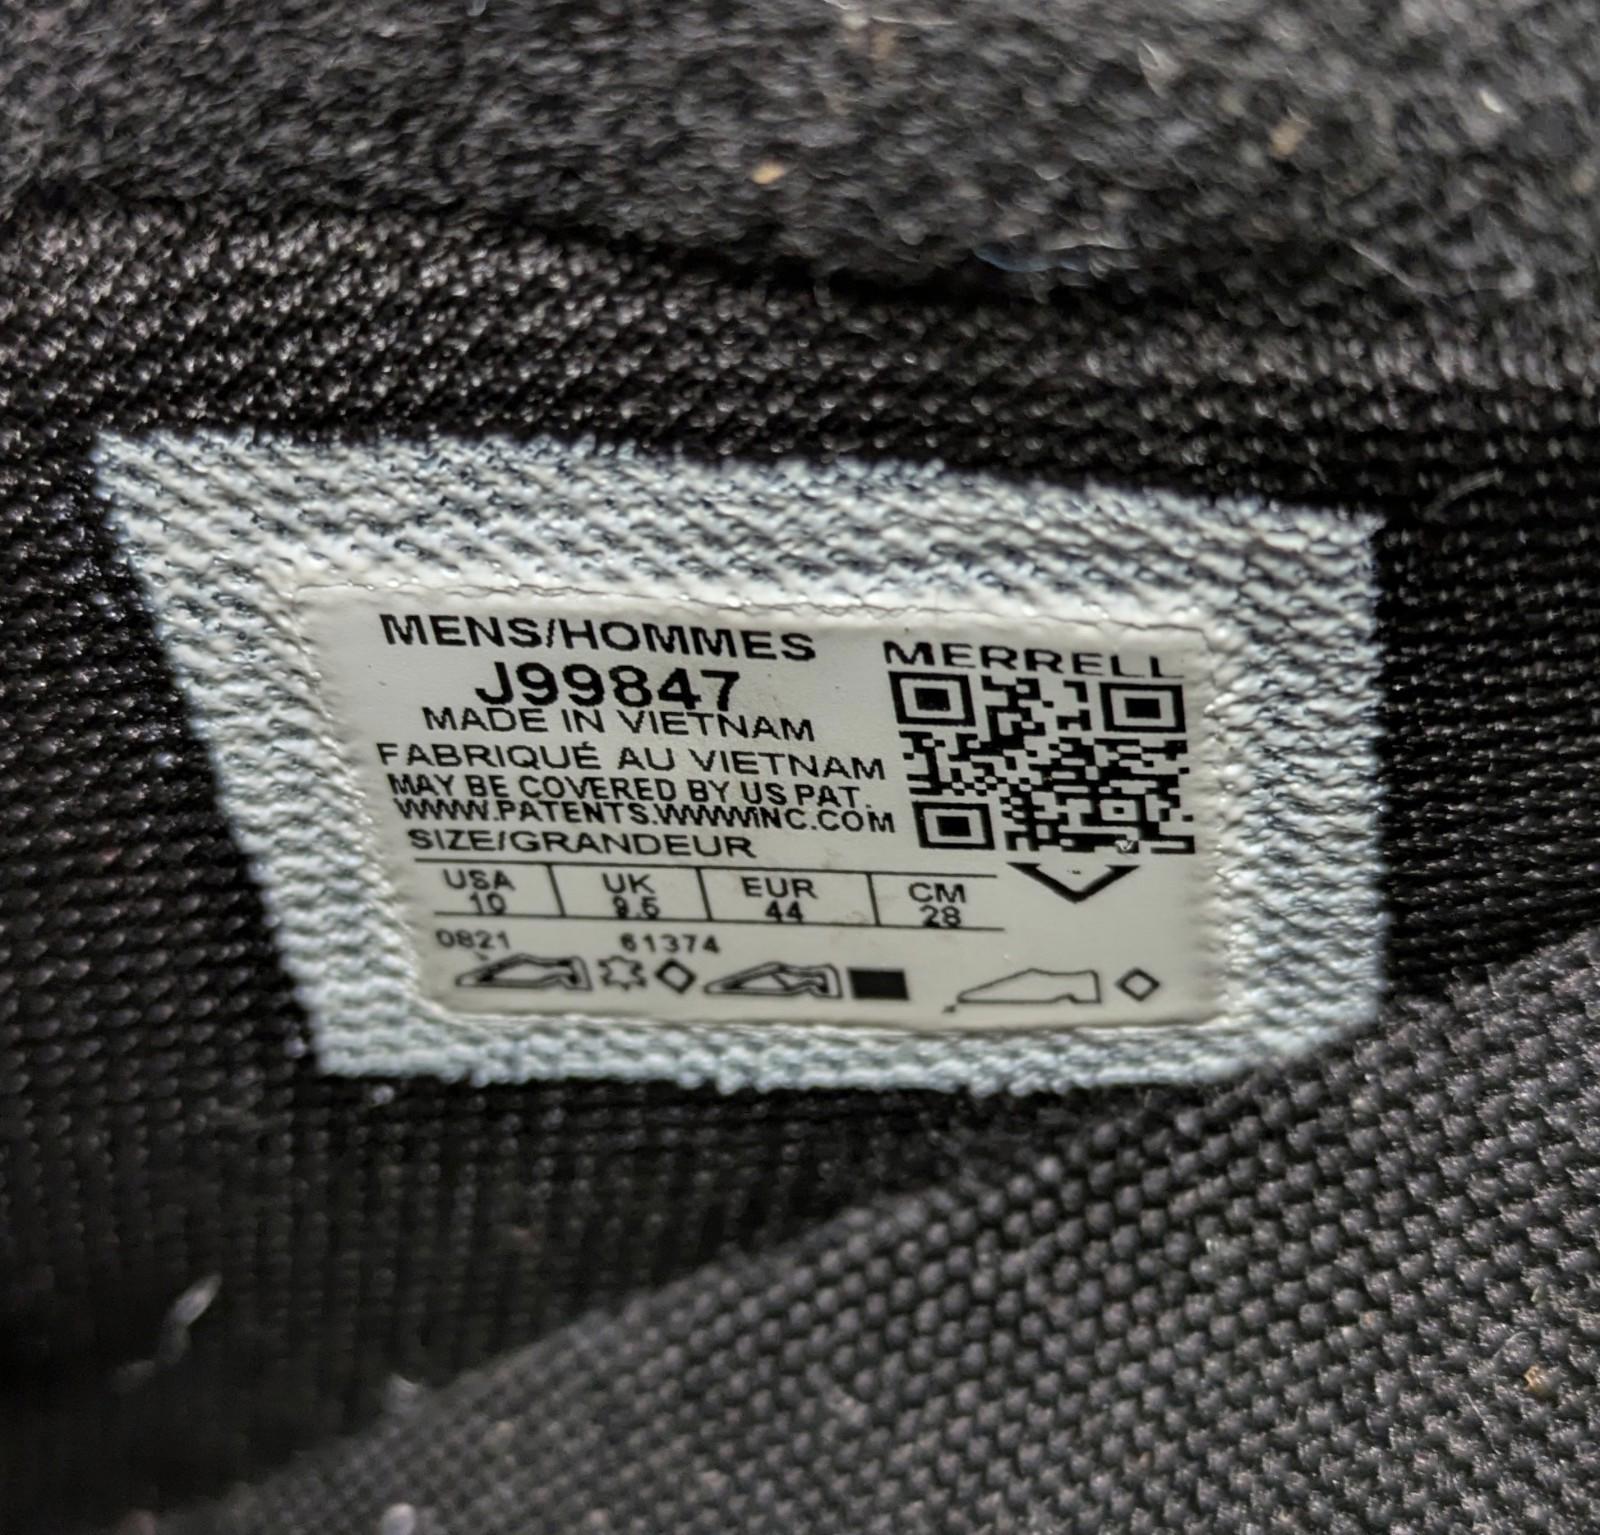 MENS/HOMMES
J99847
MADE IN VIETNAM
FABRIQUÉ AU VIETNAM
MAY BE COVERED BY US PAT.
WWW.PATENTS.WWWINC.COM
SIZE/GRANDEUR
USA UK EUR CM
10 9.5 44 28
0821 61374
MERRELL